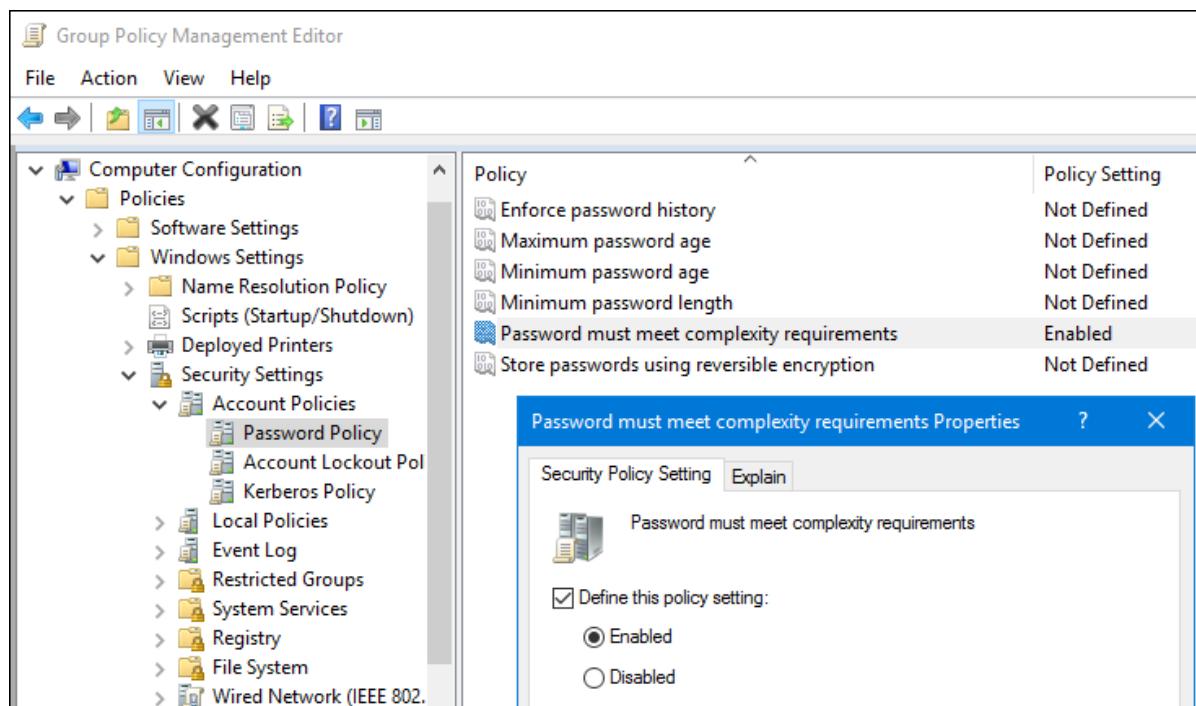 Group Policy Management Editor
File Action View Help
Computer Configuration
Policies
Software Settings
Windows Settings
Name Resolution Policy
Scripts (Startup/Shutdown)
Deployed Printers
Security Settings
Account Policies
Password Policy
Account Lockout Pol
Kerberos Policy
Local Policies
Event Log
Restricted Groups
System Services
Registry
File System
Wired Network (IEEE 802.
Policy Policy Setting
Enforce password history Not Defined
Maximum password age Not Defined
Minimum password age Not Defined
Minimum password length Not Defined
Password must meet complexity requirements Enabled
Store passwords using reversible encryption Not Defined
Password must meet complexity requirements Properties ?
Security Policy Setting Explain
Password must meet complexity requirements
Define this policy setting:
Enabled
Disabled